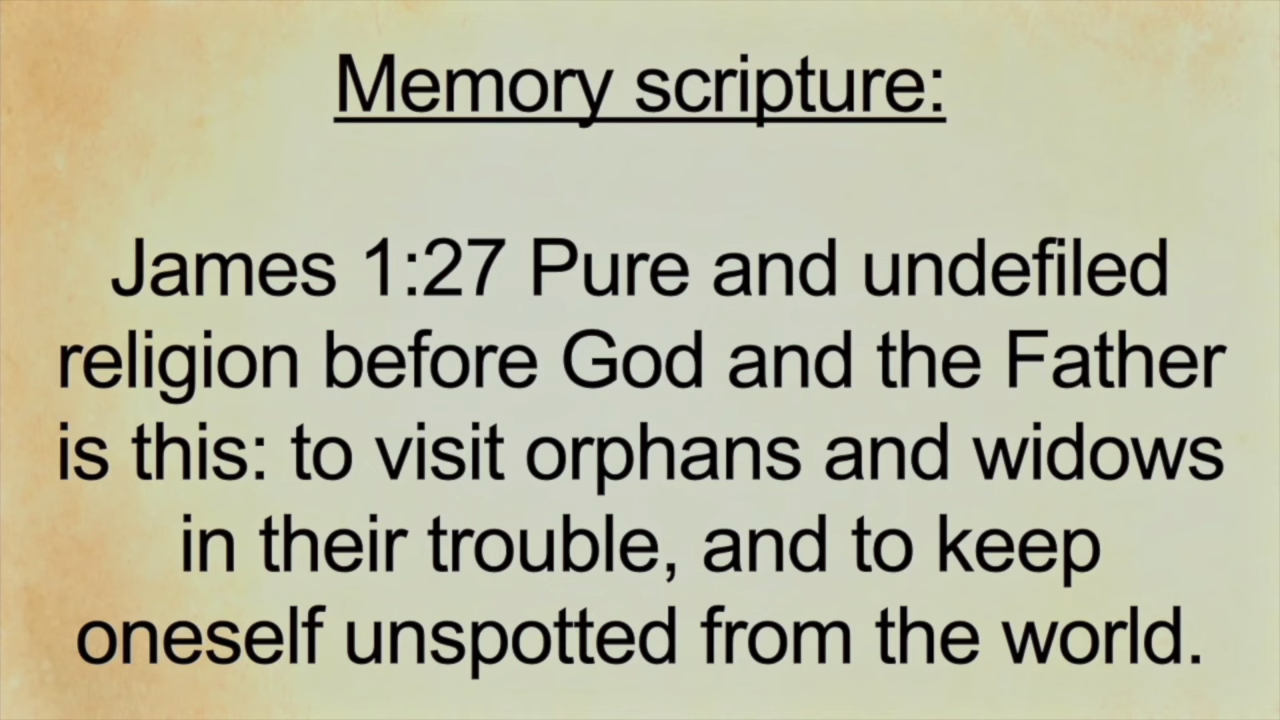 Memory scripture:
James 1:27 Pure and undefiled
religion before God and the Father
is this: to visit orphans and widows
in their trouble, and to keep
oneself unspotted from the world.